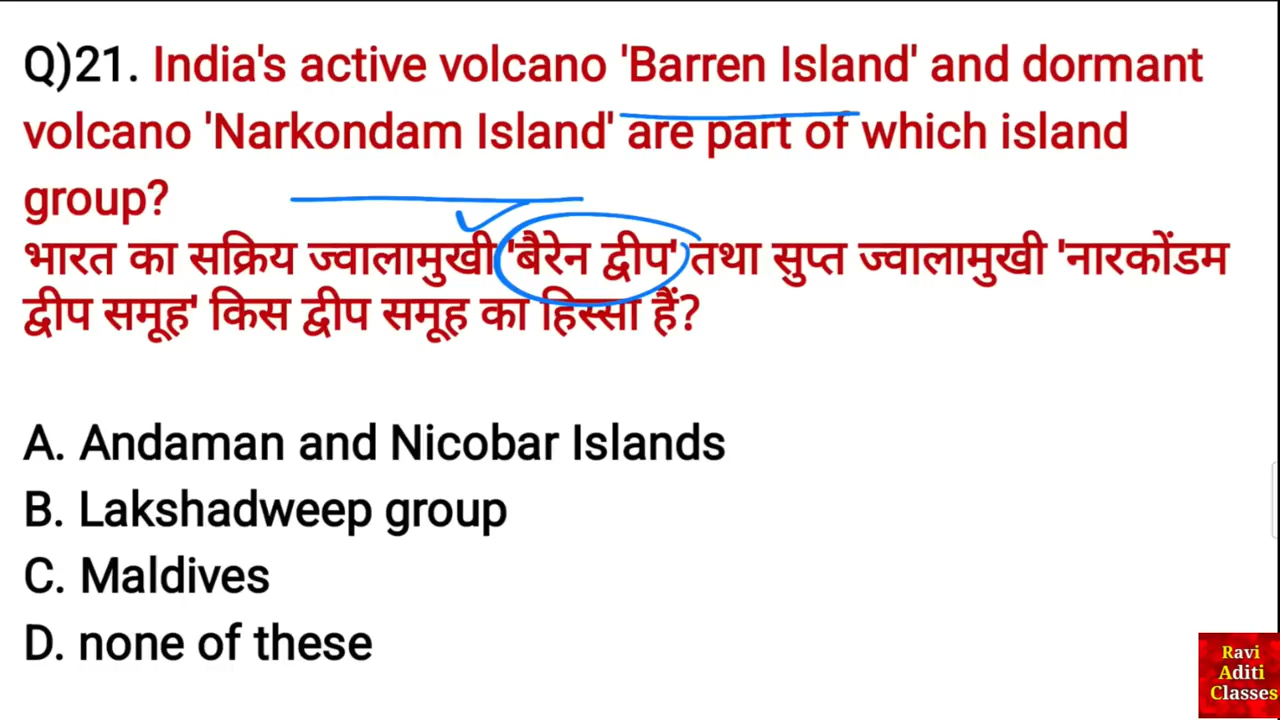 Q)21. India's active volcano 'Barren Island' and dormant
volcano 'Narkondam Island' are part of which island
group?
भारत का सक्रिय ज्वालामुखी 'बैरेन द्वीप' तथा सुप्त ज्वालामुखी 'नारकोंडम
द्वीप समूह' किस द्वीप समूह का हिस्सा हैं?
A. Andaman and Nicobar Islands
B. Lakshadweep group
C. Maldives
D. none of these
Ravi
Aditi
Classes